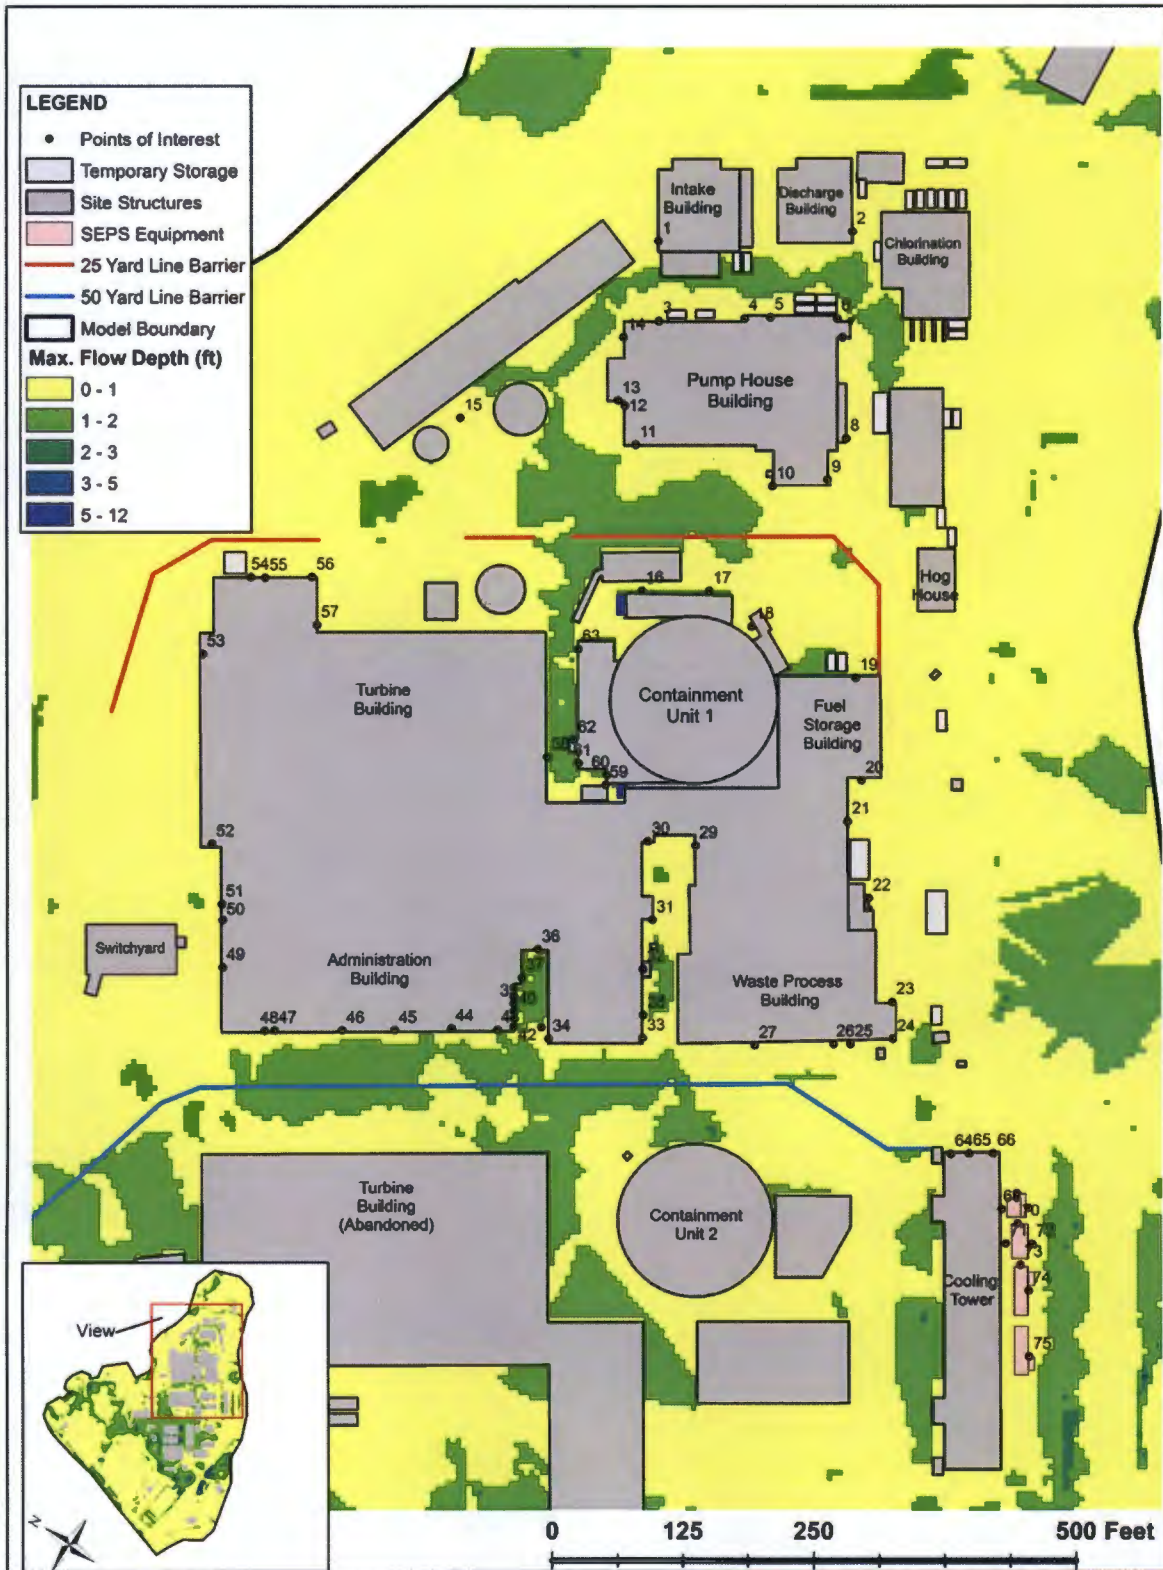 LEGEND
Points of Interest
Temporary Storage
Site Structures
SEPS Equipment
25 Yard Line Barrier
50 Yard Line Barrier
Model Boundary
Max. Flow Depth (ft)
0 - 1
1 - 2
2 - 3
3 - 5
5 - 12
Intake
Building
1
Discharge
Building
2
Chlorination
Building
3
4
5
6
14
Pump House
Building
13
12
11
15
8
9
10
Hog
House
54
55
56
57
53
16
17
18
63
19
Turbine
Building
Containment
Unit 1
Fuel
Storage
Building
62
61
60
59
20
21
52
30
29
22
51
50
31
49
Switchyard
Administration
Building
36
37
40
Waste Process
Building
23
48
47
46
45
44
42
34
33
27
26
25
24
64
65
66
Turbine
Building
(Abandoned)
Containment
Unit 2
70
Cooling
Tower
74
75
View
N
0
125
250
500 Feet